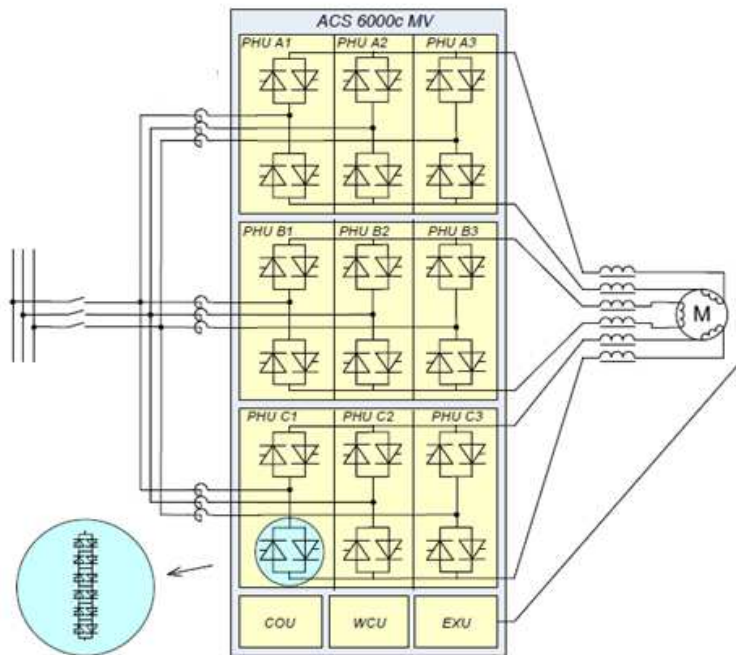 ACS 6000c MV
PHU A1 PHU A2 PHU A3
PHU B1 PHU B2 PHU B3
M
PHU C1 PHU C2 PHU C3
COU WCU EXU